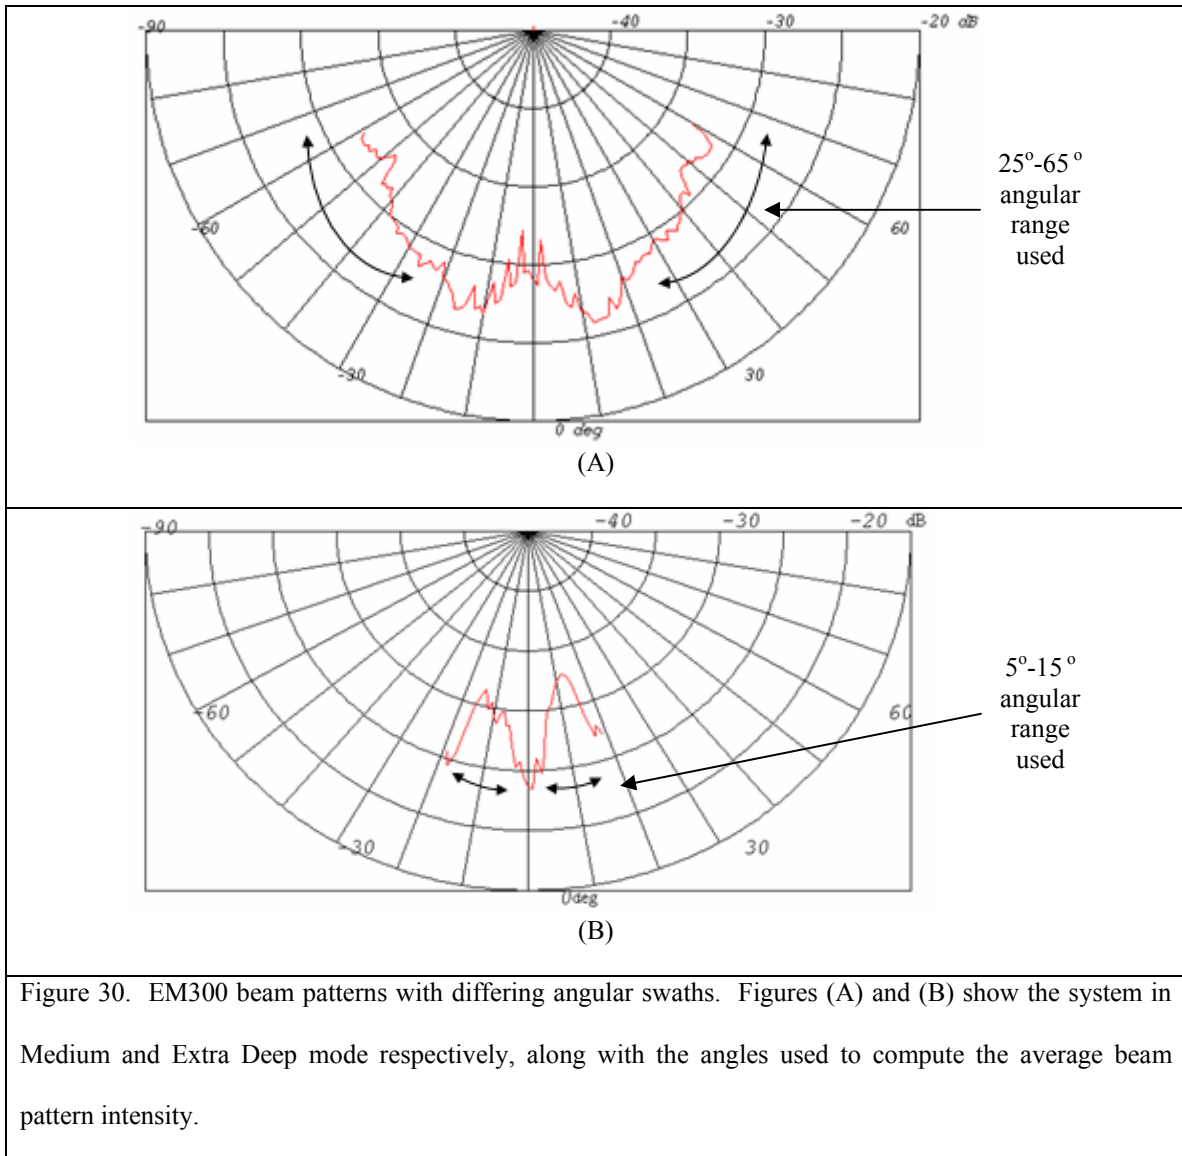 -90 -40 -30 -20 dB
-60 60
-30 30
0 deg
25°-65°
angular
range
used
(A)
-90 -40 -30 -20 dB
-60 60
-30 30
0deg
5°-15°
angular
range
used
(B)
Figure 30. EM300 beam patterns with differing angular swaths. Figures (A) and (B) show the system in
Medium and Extra Deep mode respectively, along with the angles used to compute the average beam
pattern intensity.